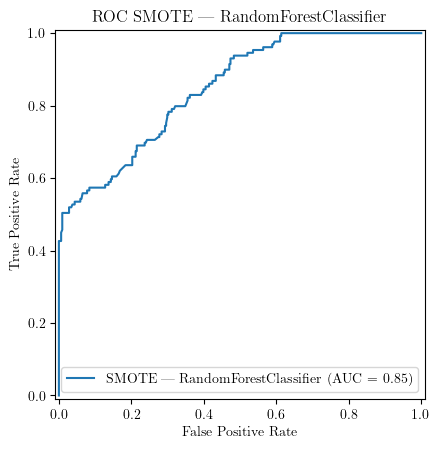 ROC SMOTE — RandomForestClassifier
1.0
0.8
0.6
0.4
0.2
0.0
True Positive Rate
SMOTE — RandomForestClassifier (AUC = 0.85)
0.0 0.2 0.4 0.6 0.8 1.0
False Positive Rate